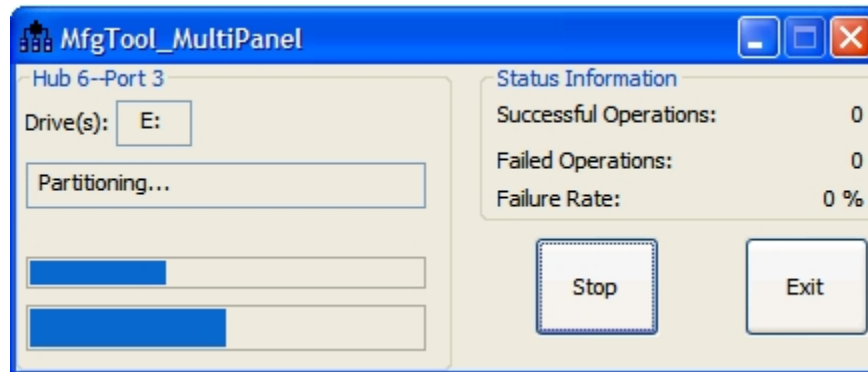 MfgTool_MultiPanel
Hub 6--Port 3
Drive(s): E:
Partitioning...
Status Information
Successful Operations: 0
Failed Operations: 0
Failure Rate: 0 %
Stop Exit